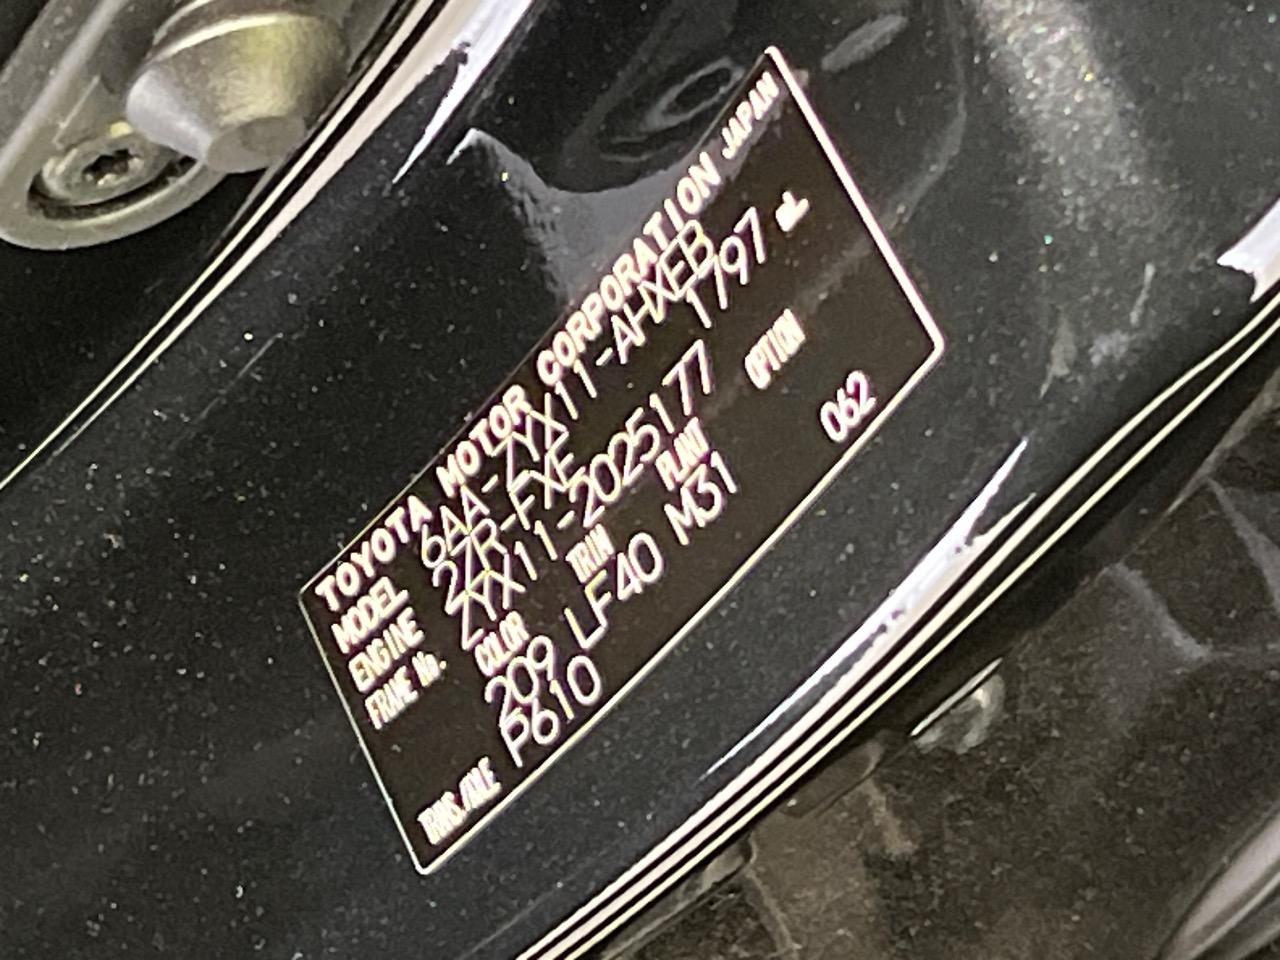 TOYOTA MOTOR CORPORATION JAPAN
MODEL 6AA-ZYX11-AHXEB
ENGINE 2ZR-FXE 1797 mL
FRAME No. ZYX11-2025177
COLOR TRIM PLANT OPTION
209 LF40 M31 062
TRANS./AXLE P610